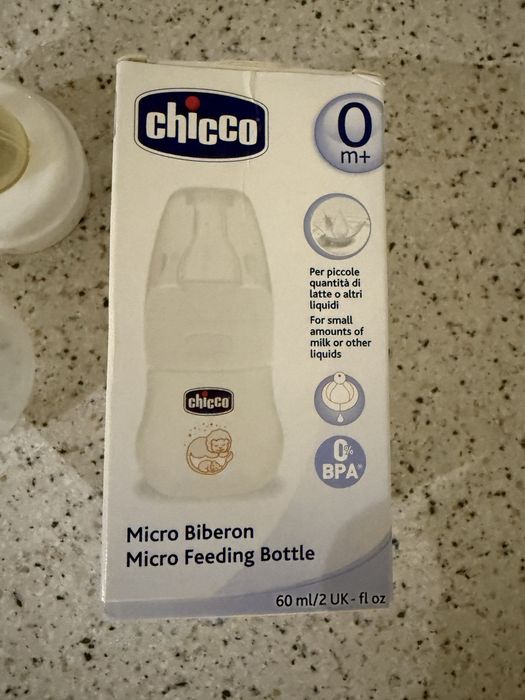 chicco
0
m+
Per piccole
quantità di
latte o altri
liquidi
For small
amounts of
milk or other
liquids
chicco
0%
BPA*
Micro Biberon
Micro Feeding Bottle
60 ml/2 UK-fl oz